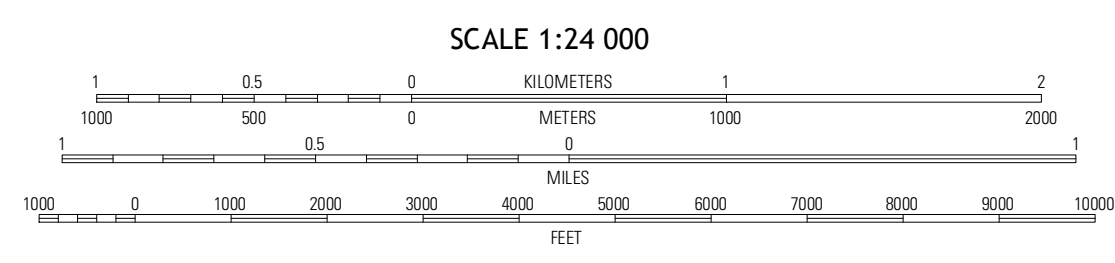 SCALE 1:24 000
1 0.5 0 KILOMETERS 1 2
1000 500 0 METERS 1000 2000
1 0.5 0 1
MILES
1000 0 1000 2000 3000 4000 5000 6000 7000 8000 9000 10000
FEET